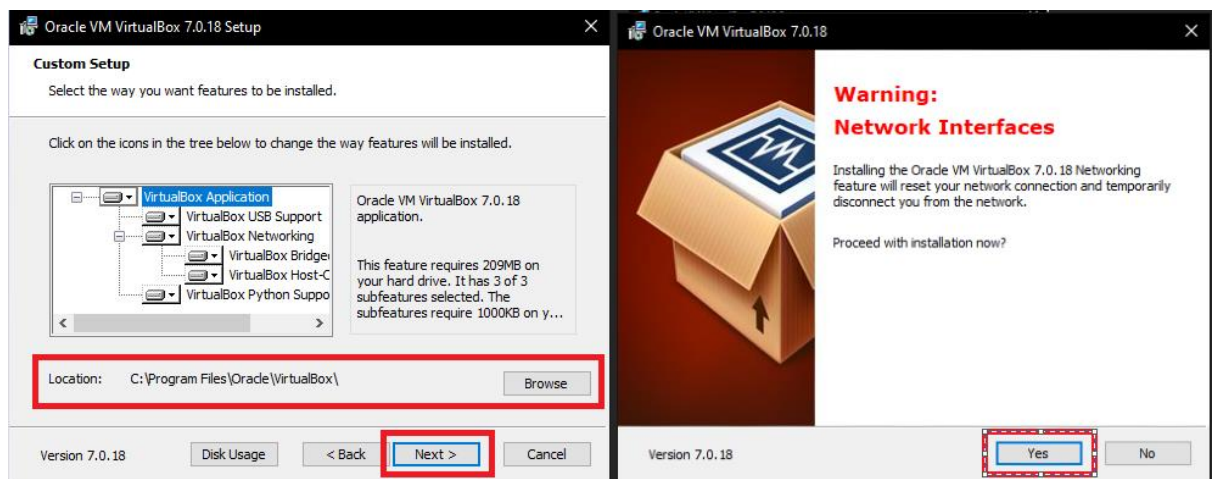 Oracle VM VirtualBox 7.0.18 Setup
Custom Setup
Select the way you want features to be installed.
Click on the icons in the tree below to change the way features will be installed.
VirtualBox Application
VirtualBox USB Support
VirtualBox Networking
VirtualBox Bridge
VirtualBox Host-C
VirtualBox Python Suppo
Oracle VM VirtualBox 7.0.18
application.
This feature requires 209MB on
your hard drive. It has 3 of 3
subfeatures selected. The
subfeatures require 1000KB on y...
Location: C:\Program Files\Oracle\VirtualBox\
Browse
Version 7.0.18
Disk Usage
< Back
Next >
Cancel
Oracle VM VirtualBox 7.0.18
Warning:
Network Interfaces
Installing the Oracle VM VirtualBox 7.0.18 Networking
feature will reset your network connection and temporarily
disconnect you from the network.
Proceed with installation now?
Version 7.0.18
Yes
No